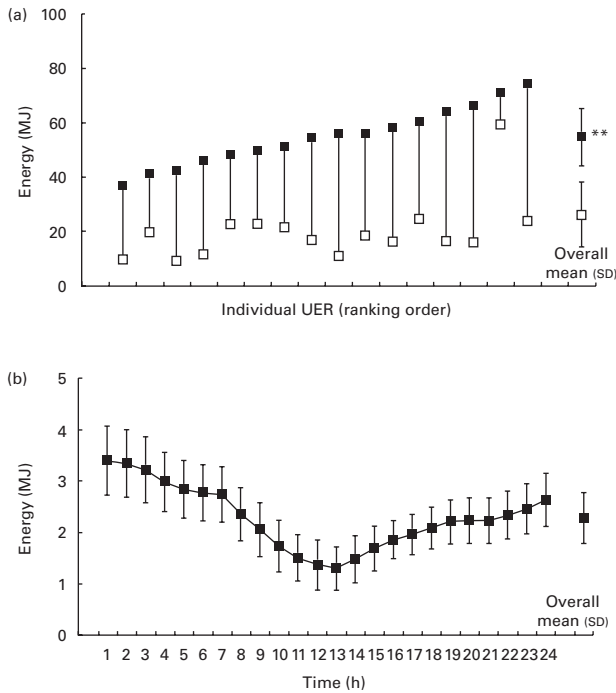 (a)
100
80
60
40
20
0
Energy (MJ)
**
Overall
mean (SD)
Individual UER (ranking order)
(b)
5
4
3
2
1
0
Energy (MJ)
Overall
mean (SD)
1 2 3 4 5 6 7 8 9 10 11 12 13 14 15 16 17 18 19 20 21 22 23 24
Time (h)